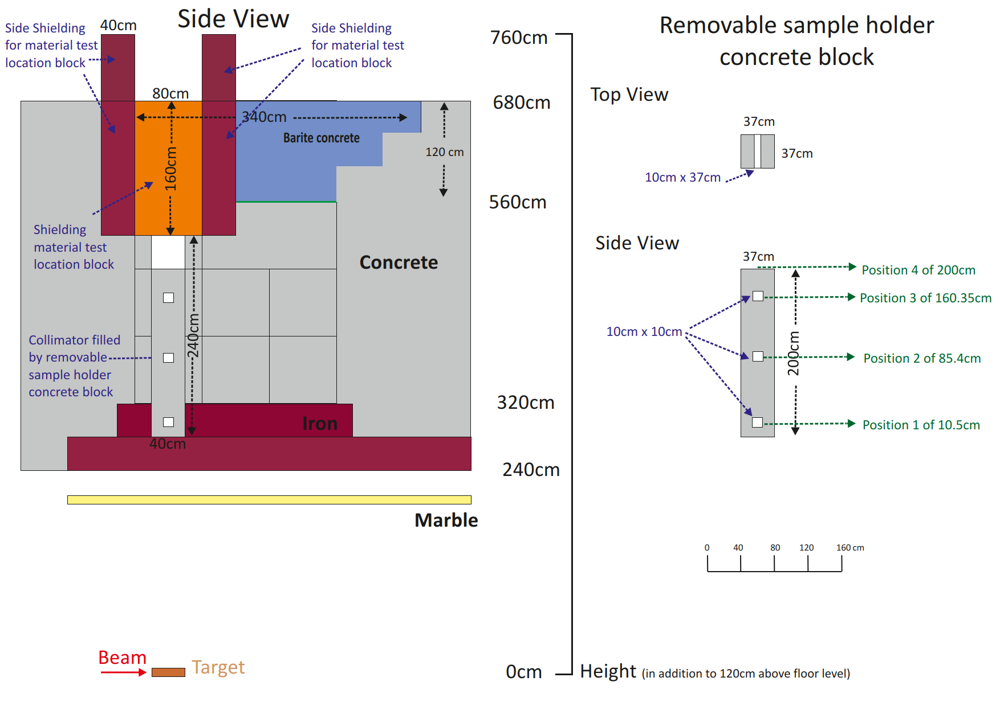 Side View
Side Shielding
for material test
location block
40cm
Side Shielding
for material test
location block
80cm
340cm
Barite concrete
120 cm
160cm
Shielding
material test
location block
Concrete
240cm
Collimator filled
by removable
sample holder
concrete block
Iron
40cm
Marble
Beam
Target
760cm
680cm
560cm
320cm
240cm
0cm
Height (in addition to 120cm above floor level)
Removable sample holder
concrete block
Top View
37cm
37cm
10cm x 37cm
Side View
37cm
Position 4 of 200cm
Position 3 of 160.35cm
10cm x 10cm
200cm
Position 2 of 85.4cm
Position 1 of 10.5cm
0 40 80 120 160 cm